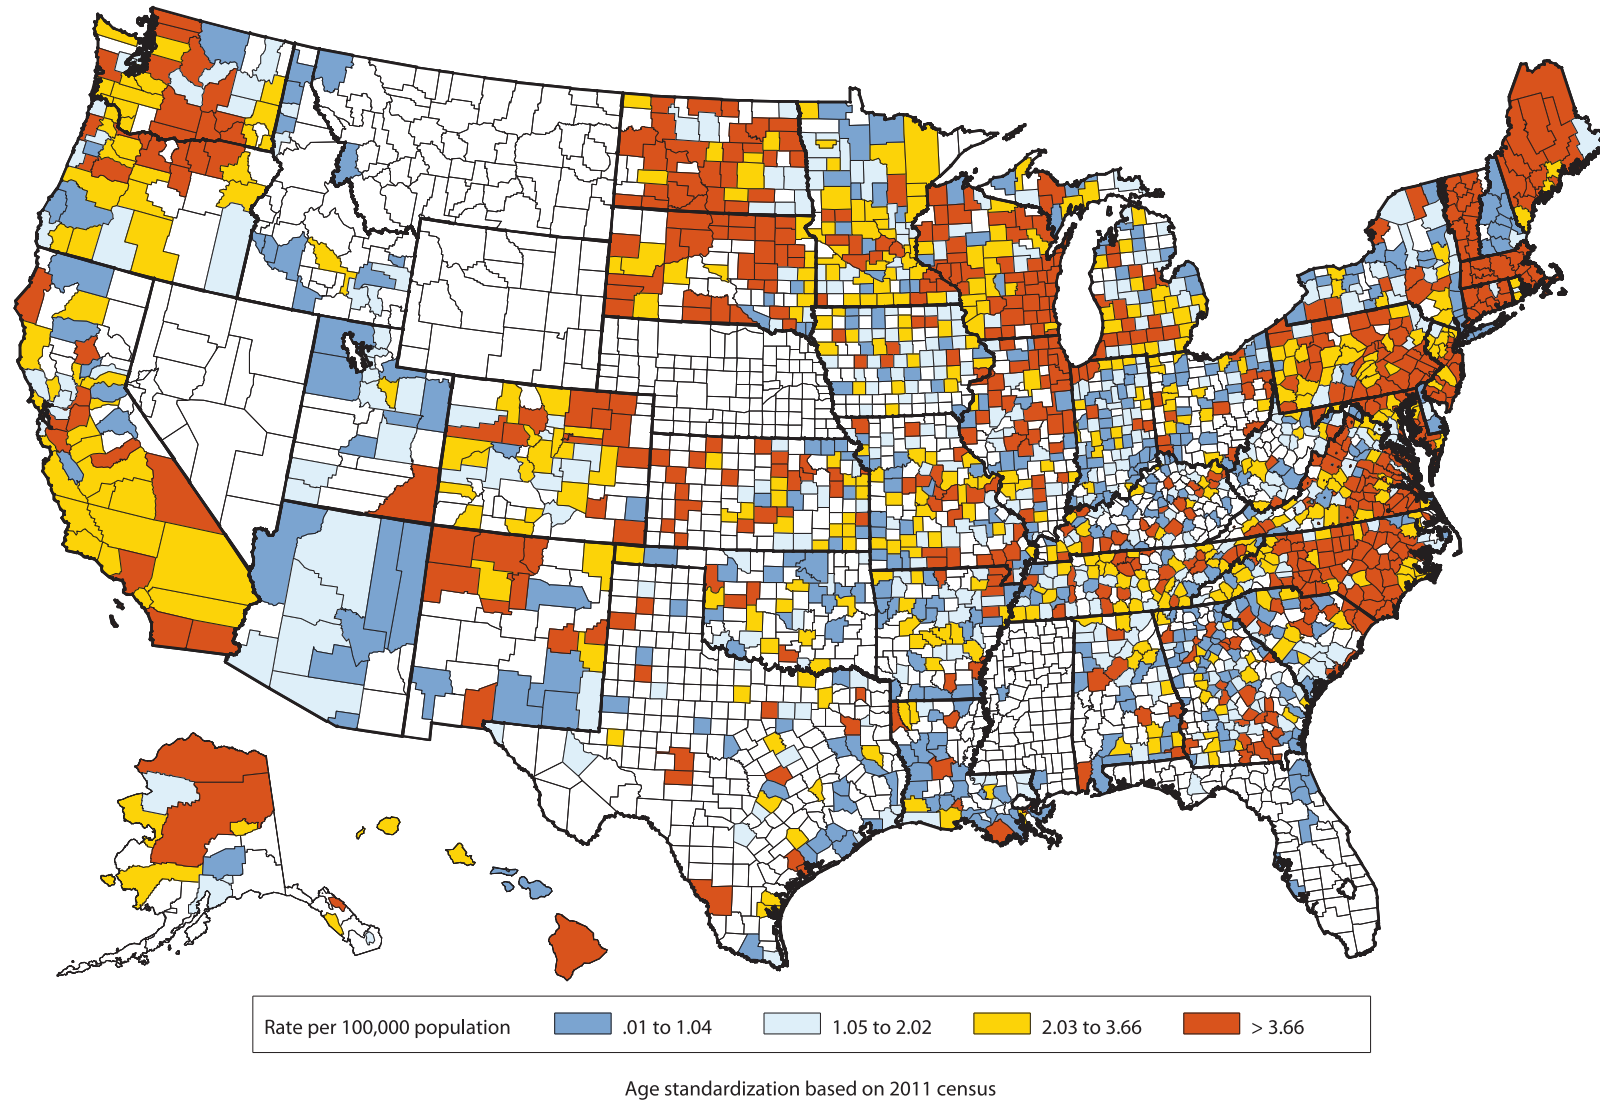 Rate per 100,000 population .01 to 1.04 1.05 to 2.02 2.03 to 3.66 > 3.66
Age standardization based on 2011 census